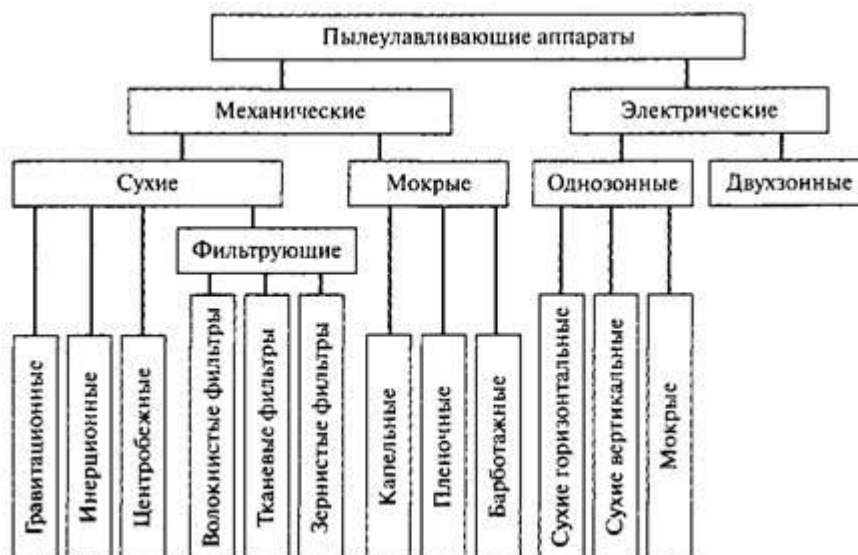 Пылеулавливающие аппараты
Механические
Электрические
Сухие
Мокрые
Однозонные
Двухзонные
Фильтрующие
Гравитационные
Инерционные
Центробежные
Волокнистые фильтры
Тканевые фильтры
Зернистые фильтры
Капельные
Пленочные
Барботажные
Сухие горизонтальные
Сухие вертикальные
Мокрые